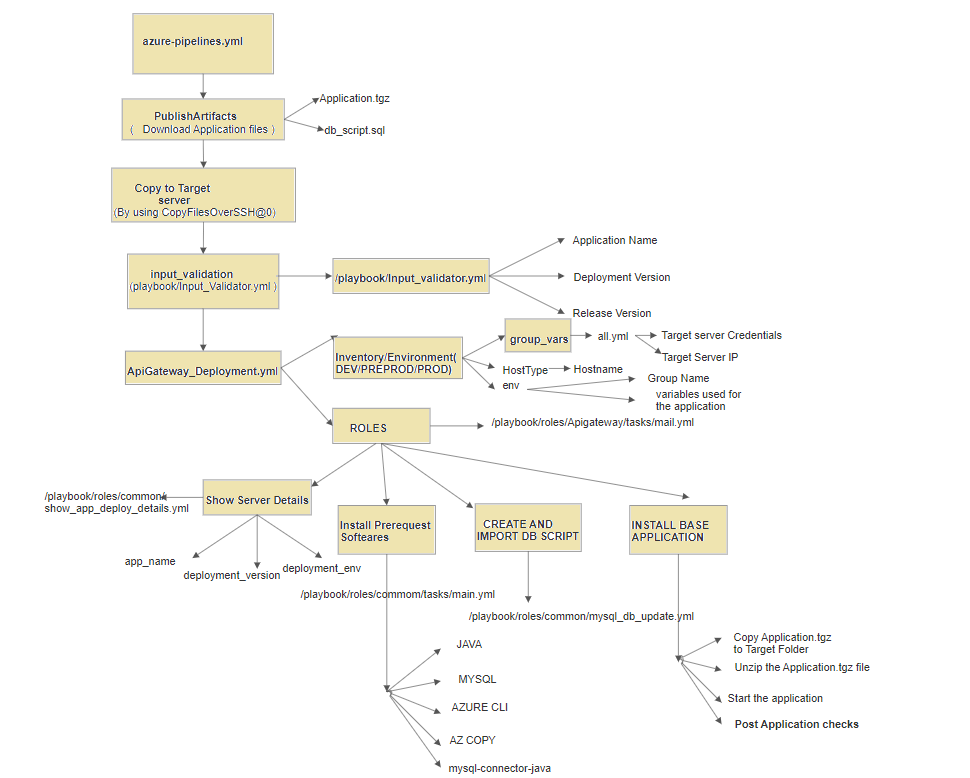 azure-pipelines.yml
PublishArtifacts
( Download Application files )
Application.tgz
db_script.sql
Copy to Target
server
(By using CopyFilesOverSSH@0)
input_validation
(playbook/Input_Validator.yml )
/playbook/Input_validator.yml
Application Name
Deployment Version
Release Version
ApiGateway_Deployment.yml
Inventory/Environment(
DEV/PREPROD/PROD)
group_vars
all.yml
Target server Credentials
Target Server IP
HostType
Hostname
env
Group Name
variables used for
the application
ROLES
/playbook/roles/Apigateway/tasks/mail.yml
/playbook/roles/common/
show_app_deploy_details.yml
Show Server Details
app_name
deployment_version
deployment_env
Install Prerequest
Softeares
/playbook/roles/commom/tasks/main.yml
JAVA
MYSQL
AZURE CLI
AZ COPY
mysql-connector-java
CREATE AND
IMPORT DB SCRIPT
/playbook/roles/common/mysql_db_update.yml
INSTALL BASE
APPLICATION
Copy Application.tgz
to Target Folder
Unzip the Application.tgz file
Start the application
Post Application checks